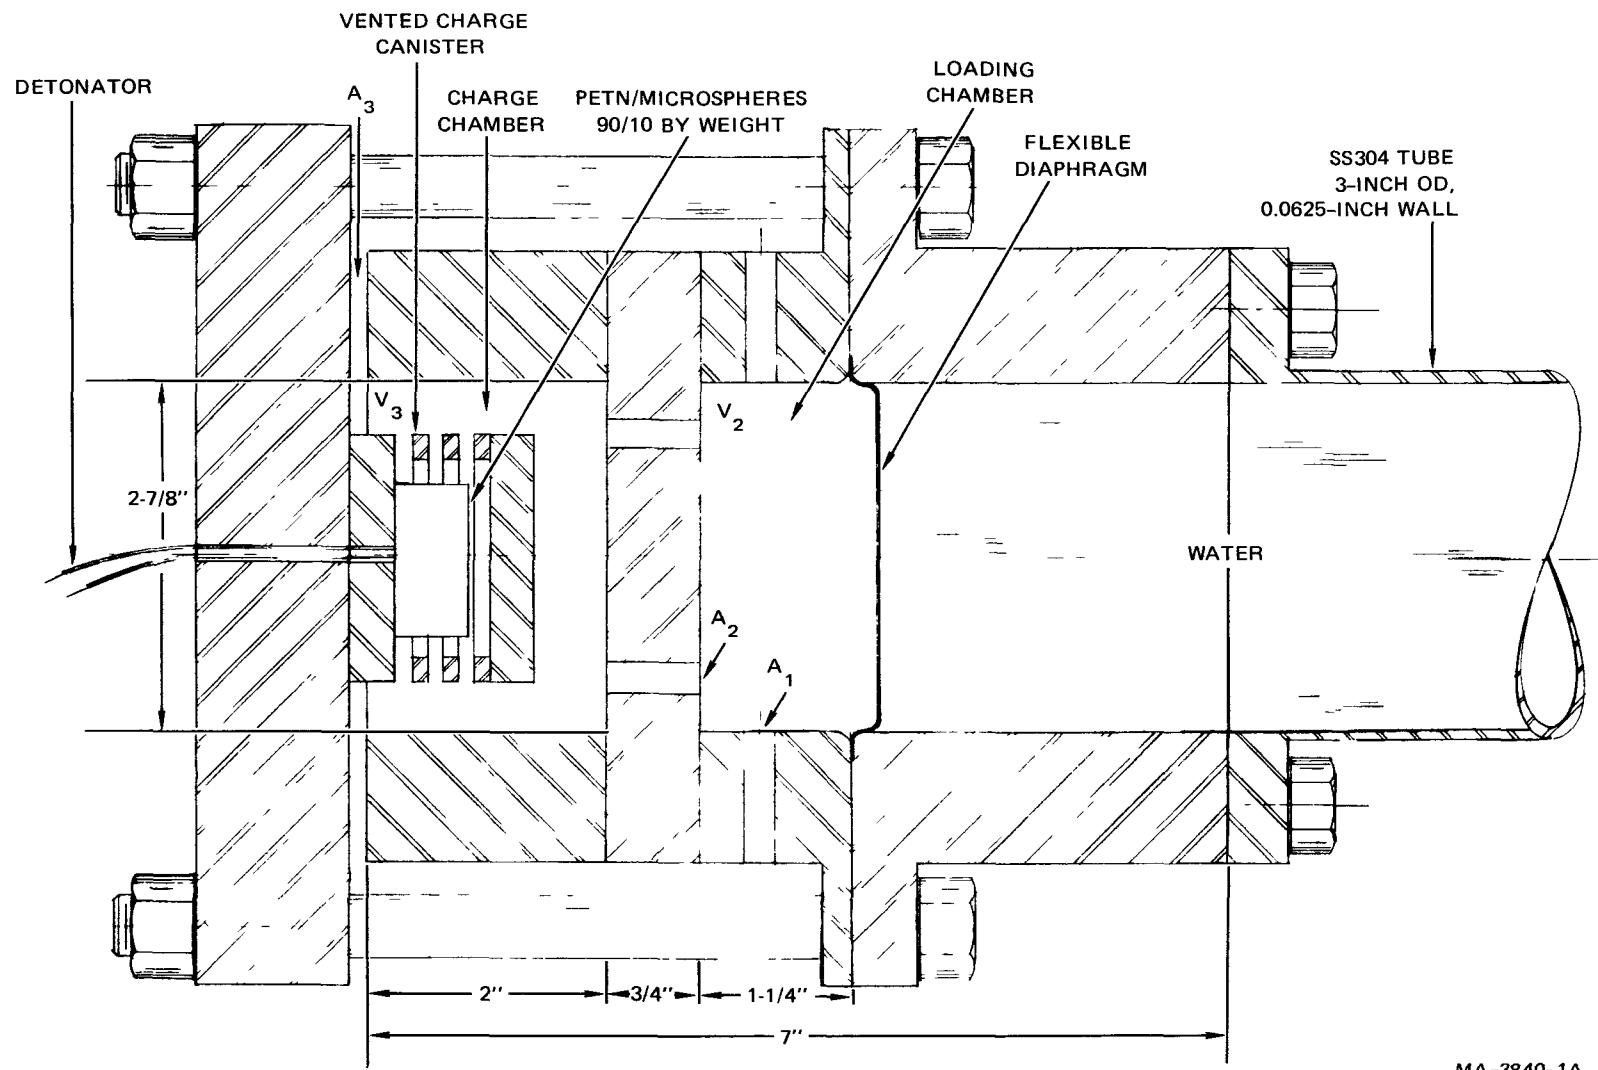 VENTED CHARGE
CANISTER
DETONATOR
A3
CHARGE
CHAMBER
PETN/MICROSPHERES
90/10 BY WEIGHT
LOADING
CHAMBER
FLEXIBLE
DIAPHRAGM
SS304 TUBE
3-INCH OD,
0.0625-INCH WALL
V3
V2
2-7/8"
WATER
A2
A1
2"
3/4"
1-1/4"
7"